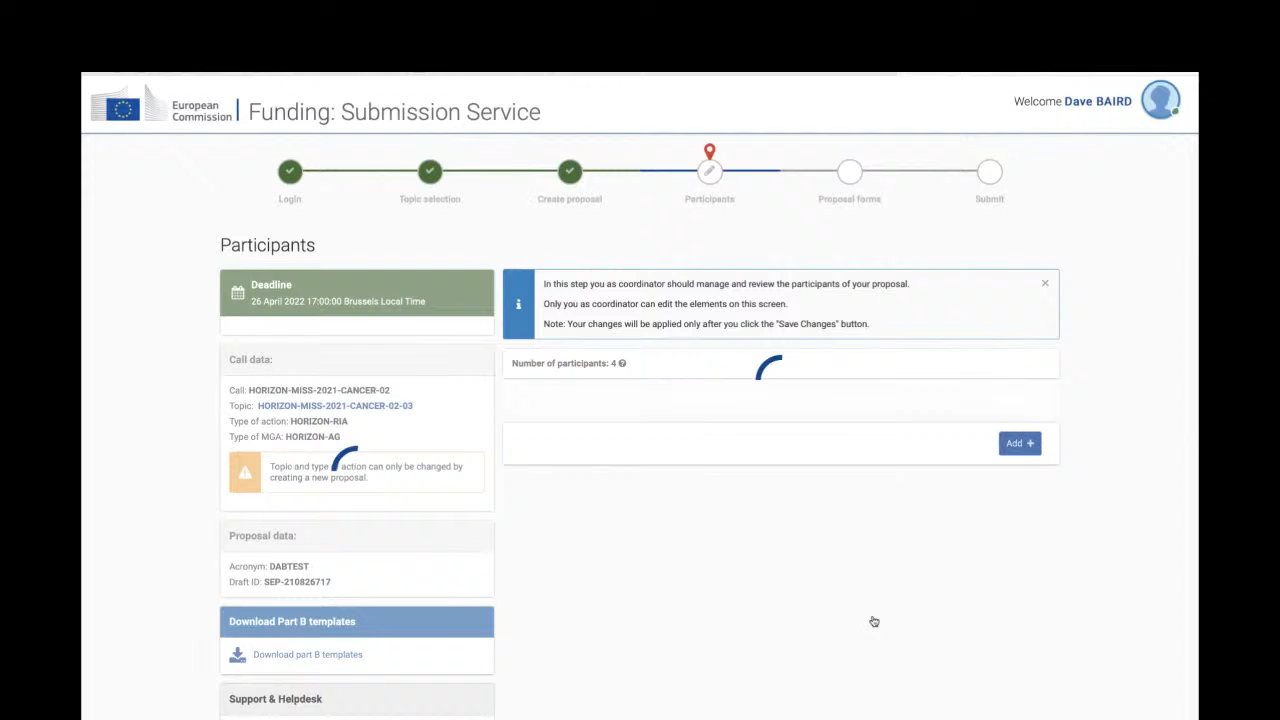 European
Commission
Funding: Submission Service
Welcome Dave BAIRD
Login
Topic selection
Create proposal
Participants
Proposal forms
Submit
Participants
Deadline
26 April 2022 17:00:00 Brussels Local Time
In this step you as coordinator should manage and review the participants of your proposal.
Only you as coordinator can edit the elements on this screen.
Note: Your changes will be applied only after you click the "Save Changes" button.
Number of participants: 4
Add +
Call data:
Call: HORIZON-MISS-2021-CANCER-02
Topic: HORIZON-MISS-2021-CANCER-02-03
Type of action: HORIZON-RIA
Type of MGA: HORIZON-AG
Topic and type action can only be changed by
creating a new proposal.
Proposal data:
Acronym: DABTEST
Draft ID: SEP-210826717
Download Part B templates
Download part B templates
Support & Helpdesk